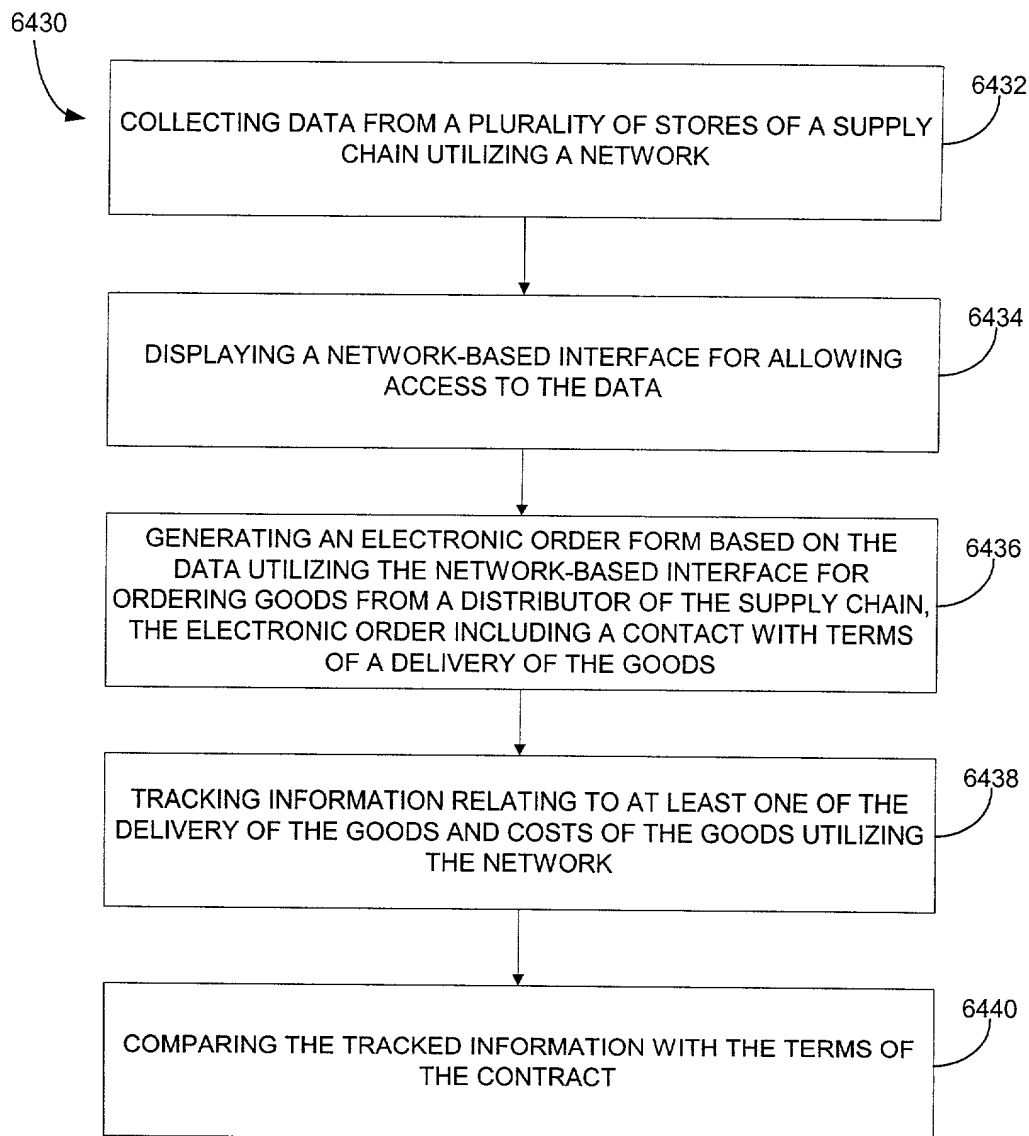 6430
6432
COLLECTING DATA FROM A PLURALITY OF STORES OF A SUPPLY
CHAIN UTILIZING A NETWORK
6434
DISPLAYING A NETWORK-BASED INTERFACE FOR ALLOWING
ACCESS TO THE DATA
6436
GENERATING AN ELECTRONIC ORDER FORM BASED ON THE
DATA UTILIZING THE NETWORK-BASED INTERFACE FOR
ORDERING GOODS FROM A DISTRIBUTOR OF THE SUPPLY CHAIN,
THE ELECTRONIC ORDER INCLUDING A CONTACT WITH TERMS
OF A DELIVERY OF THE GOODS
6438
TRACKING INFORMATION RELATING TO AT LEAST ONE OF THE
DELIVERY OF THE GOODS AND COSTS OF THE GOODS UTILIZING
THE NETWORK
6440
COMPARING THE TRACKED INFORMATION WITH THE TERMS OF
THE CONTRACT